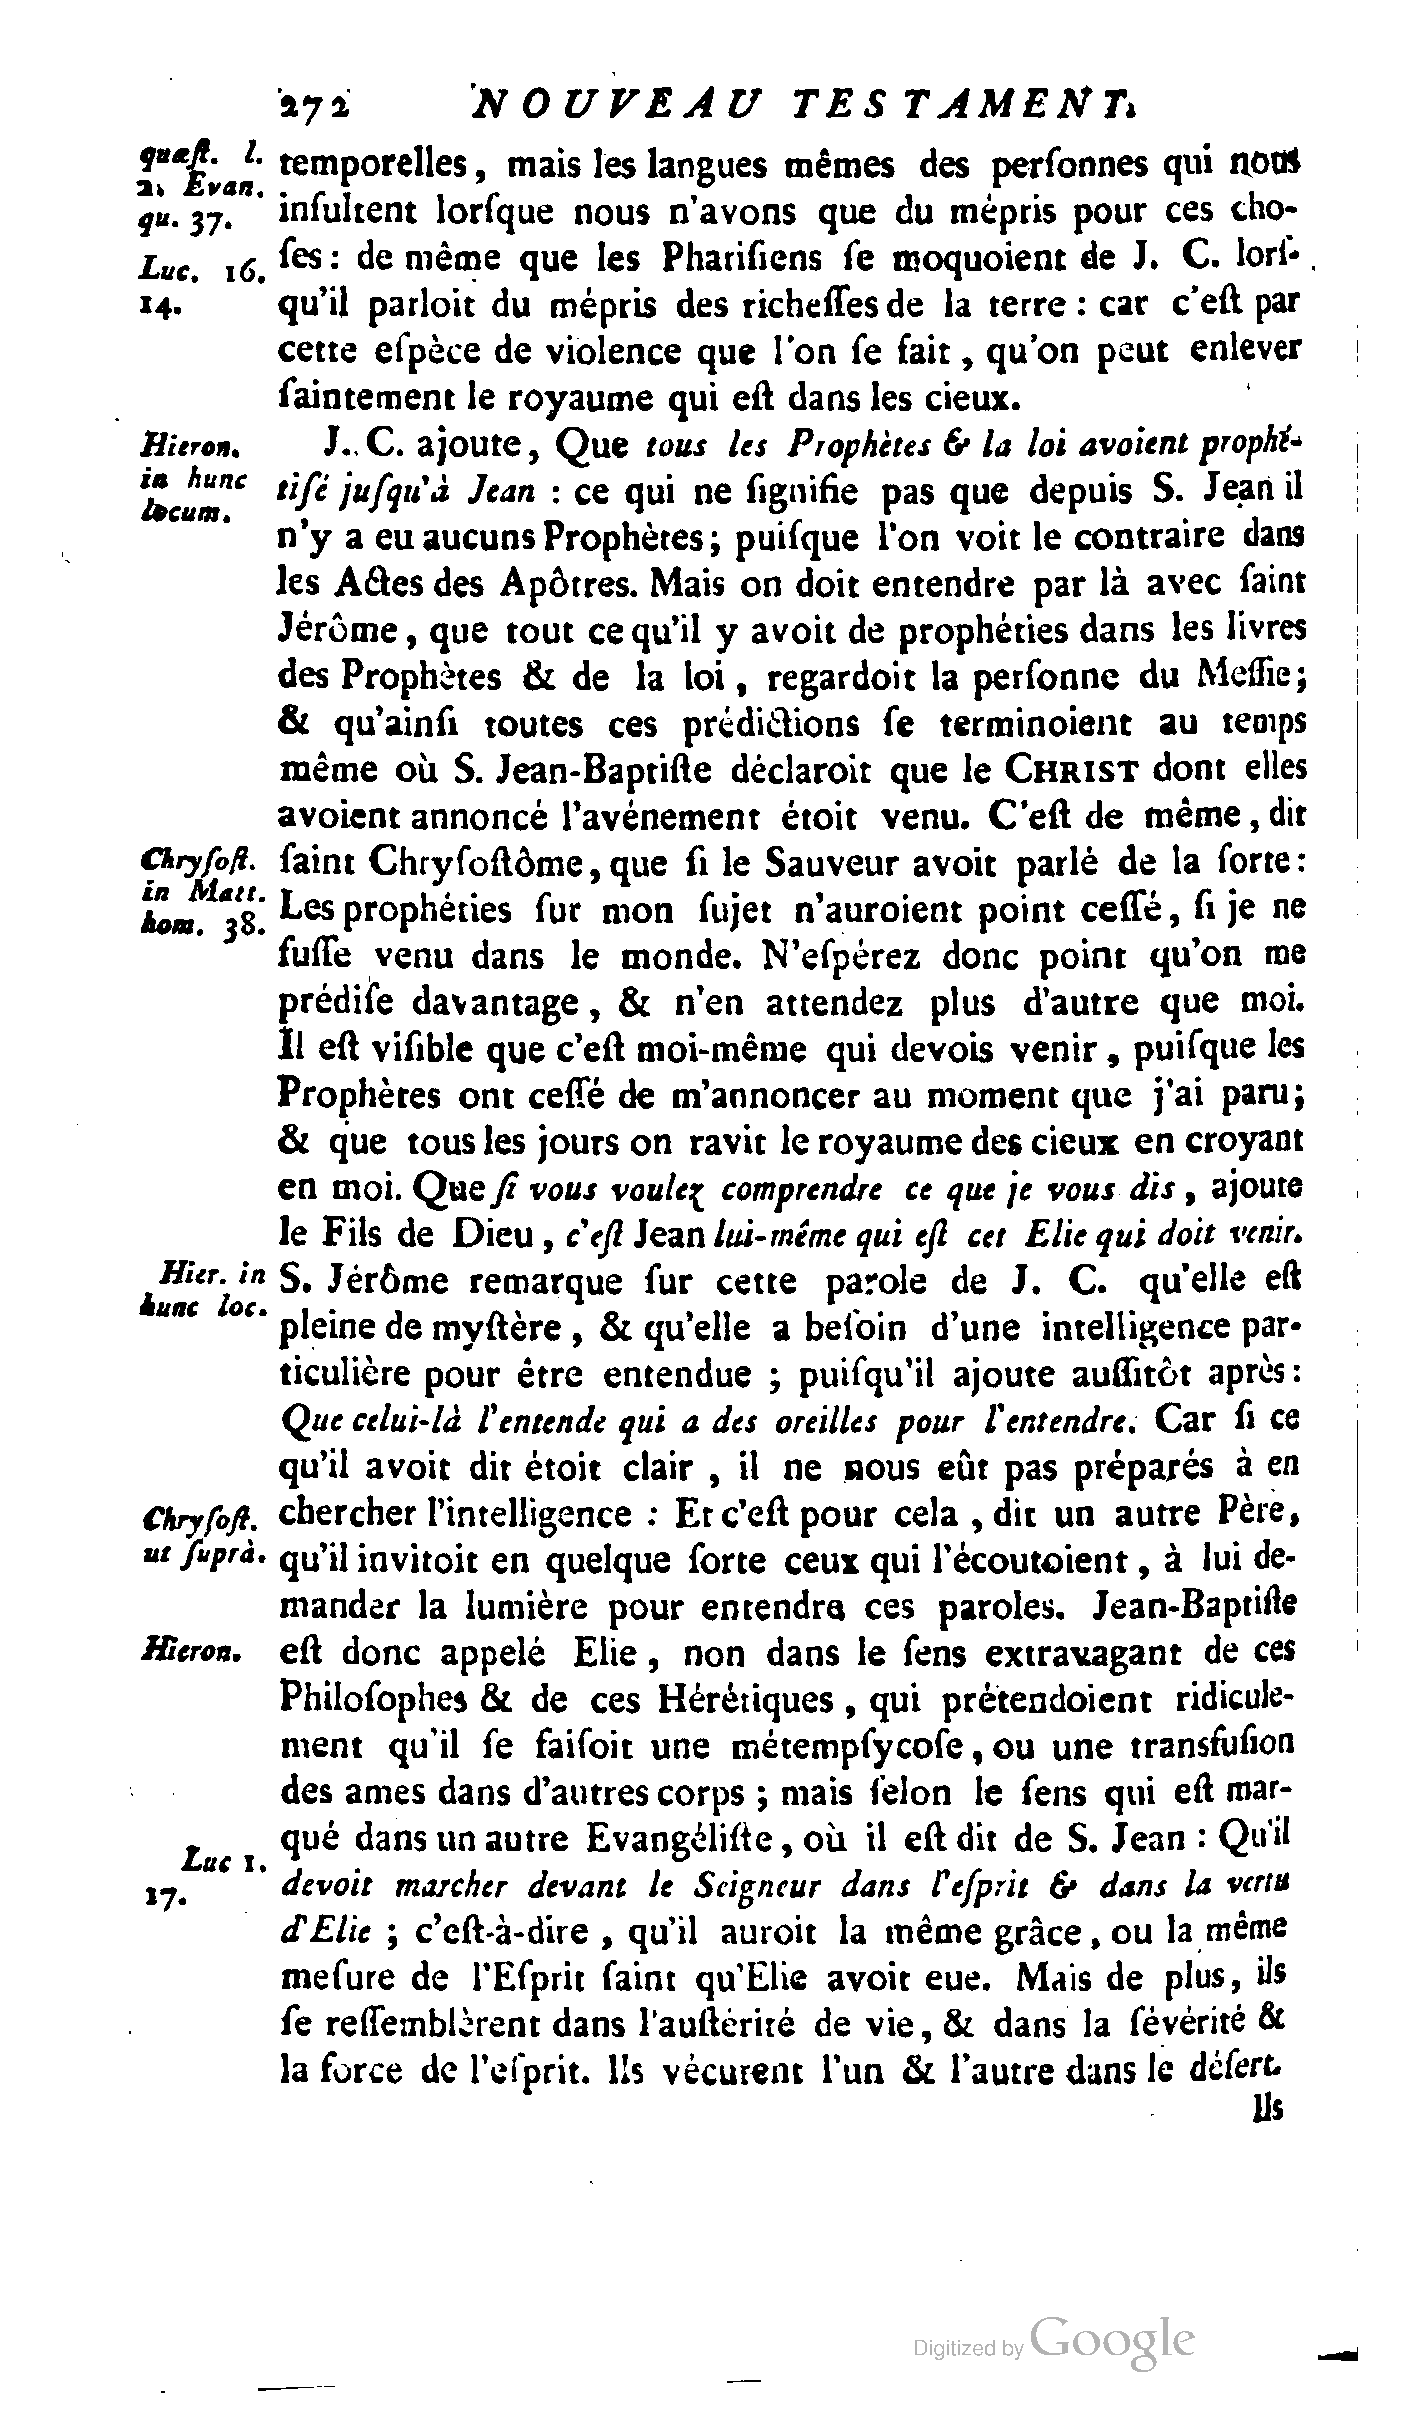 272 NOUVEAU TESTAMENT.
quæſt. l.
2. Evan.
qu. 37.
Luc. 16.
14.
temporelles, mais les langues mêmes des perſonnes qui nous
inſultent lorſque nous n'avons que du mépris pour ces cho-
ſes: de même que les Phariſiens ſe moquoient de J. C. lorſ-
qu'il parloit du mépris des richeſſes de la terre : car c'eſt par
cette eſpèce de violence que l'on ſe fait, qu'on peut enlever
ſaintement le royaume qui eſt dans les cieux.
Hieron.
in hunc
locum.
J. C. ajoute, Que tous les Prophètes & la loi avoient prophé-
tiſé juſqu'à Jean : ce qui ne ſignifie pas que depuis S. Jean il
n'y a eu aucuns Prophètes; puiſque l'on voit le contraire dans
les Actes des Apôtres. Mais on doit entendre par là avec ſaint
Jérôme, que tout ce qu'il y avoit de prophéties dans les livres
des Prophètes & de la loi, regardoit la perſonne du Meſſie;
& qu'ainſi toutes ces prédictions ſe terminoient au temps
même où S. Jean-Baptiſte déclaroit que le CHRIST dont elles
avoient annoncé l'avénement étoit venu. C'eſt de même, dit
Chryſoſt.
in Matt.
hom. 38.
ſaint Chryſoſtôme, que ſi le Sauveur avoit parlé de la ſorte:
Les prophéties ſur mon ſujet n'auroient point ceſſé, ſi je ne
fuſſe venu dans le monde. N'eſpérez donc point qu'on me
prédiſe davantage, & n'en attendez plus d'autre que moi.
Il eſt viſible que c'eſt moi-même qui devois venir, puiſque les
Prophètes ont ceſſé de m'annoncer au moment que j'ai paru;
& que tous les jours on ravit le royaume des cieux en croyant
en moi. Que ſi vous voulez comprendre ce que je vous dis, ajoute
le Fils de Dieu, c'eſt Jean lui-même qui eſt cet Elie qui doit venir.
Hier. in
hunc loc.
S. Jérôme remarque ſur cette parole de J. C. qu'elle eſt
pleine de myſtère, & qu'elle a beſoin d'une intelligence par-
ticulière pour être entendue ; puiſqu'il ajoute auſſitôt après:
Que celui-là l'entende qui a des oreilles pour l'entendre. Car ſi ce
qu'il avoit dit étoit clair, il ne nous eût pas préparés à en
Chryſoſt.
ut ſuprà.
chercher l'intelligence : Et c'eſt pour cela, dit un autre Père,
qu'il invitoit en quelque ſorte ceux qui l'écoutoient, à lui de-
mander la lumière pour entendre ces paroles. Jean-Baptiſte
Hieron.
eſt donc appelé Elie, non dans le ſens extravagant de ces
Philoſophes & de ces Hérétiques, qui prétendoient ridicule-
ment qu'il ſe faiſoit une métempſycoſe, ou une transfuſion
des ames dans d'autres corps ; mais ſelon le ſens qui eſt mar-
qué dans un autre Evangéliſte, où il eſt dit de S. Jean : Qu'il
Luc 1.
17.
devoit marcher devant le Seigneur dans l'eſprit & dans la vertu
d'Elie ; c'eſt-à-dire, qu'il auroit la même grâce, ou la même
meſure de l'Eſprit ſaint qu'Elie avoit eue. Mais de plus, ils
ſe reſſemblèrent dans l'auſtérité de vie, & dans la ſévérité &
la force de l'eſprit. Ils vécurent l'un & l'autre dans le déſert.
Ils
Digitized by Google